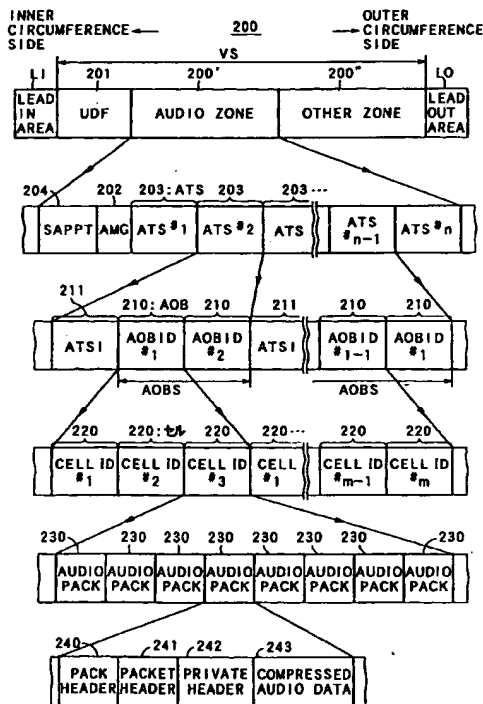 INNER CIRCUMFERENCE SIDE
200
OUTER CIRCUMFERENCE SIDE
VS
LI 201 200' 200" LO
LEAD IN AREA UDF AUDIO ZONE OTHER ZONE LEAD OUT AREA
204 202 203:ATS 203 203 ...
SAPPT AMG ATS #1 ATS #2 ATS ATS #n-1 ATS #n
211 210:AOB 210 211 210 210
ATSI AOBID #1 AOBID #2 ATSI AOBID #1-1 AOBID #1
AOBS AOBS
220 220:セル 220 220 ... 220 220
CELL ID #1 CELL ID #2 CELL ID #3 CELL #1 CELL ID #m-1 CELL ID #m
230 230 230 230 230 230 230 230
AUDIO PACK AUDIO PACK AUDIO PACK AUDIO PACK AUDIO PACK AUDIO PACK AUDIO PACK AUDIO PACK
240 241 242 243
PACK HEADER PACKET HEADER PRIVATE HEADER COMPRESSED AUDIO DATA